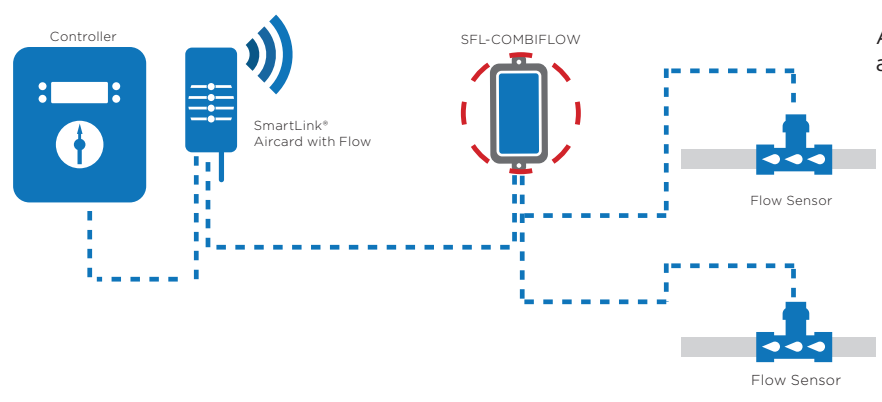 Controller
SFL-COMBIFLOW
SmartLink®
Aircard with Flow
Flow Sensor
Flow Sensor